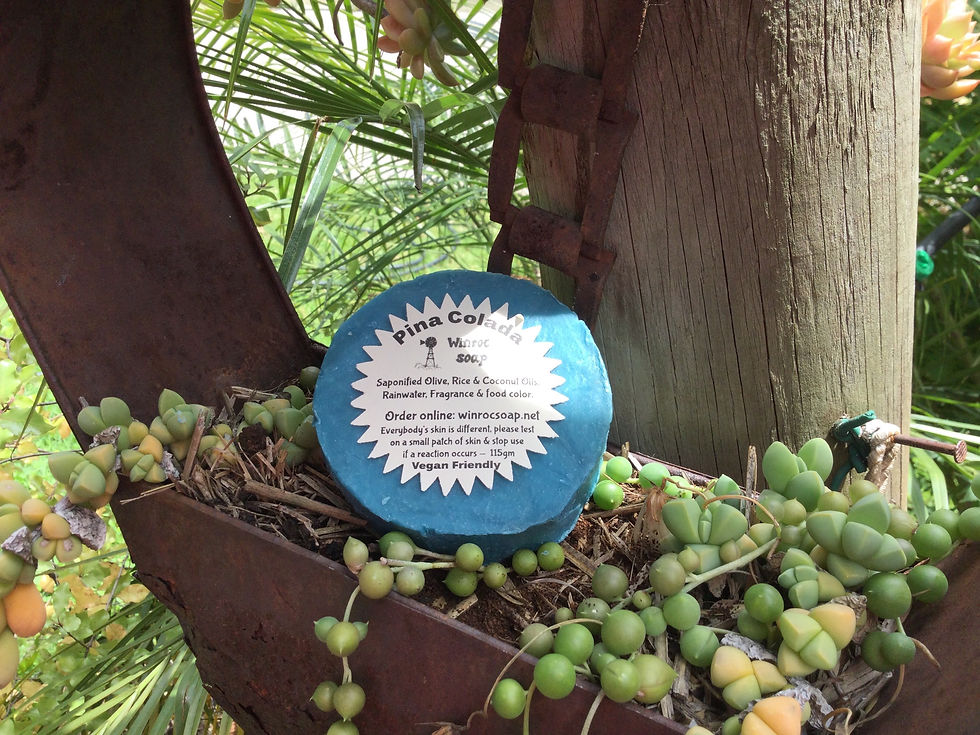 Pina Colada
Winroc
soap
Saponified Olive, Rice & Coconut Oils.
Rainwater, Fragrance & food color.
Order online: winrocsoap.net
Everybody's skin is different, please test
on a small patch of skin & stop use
if a reaction occurs – 115gm
Vegan Friendly